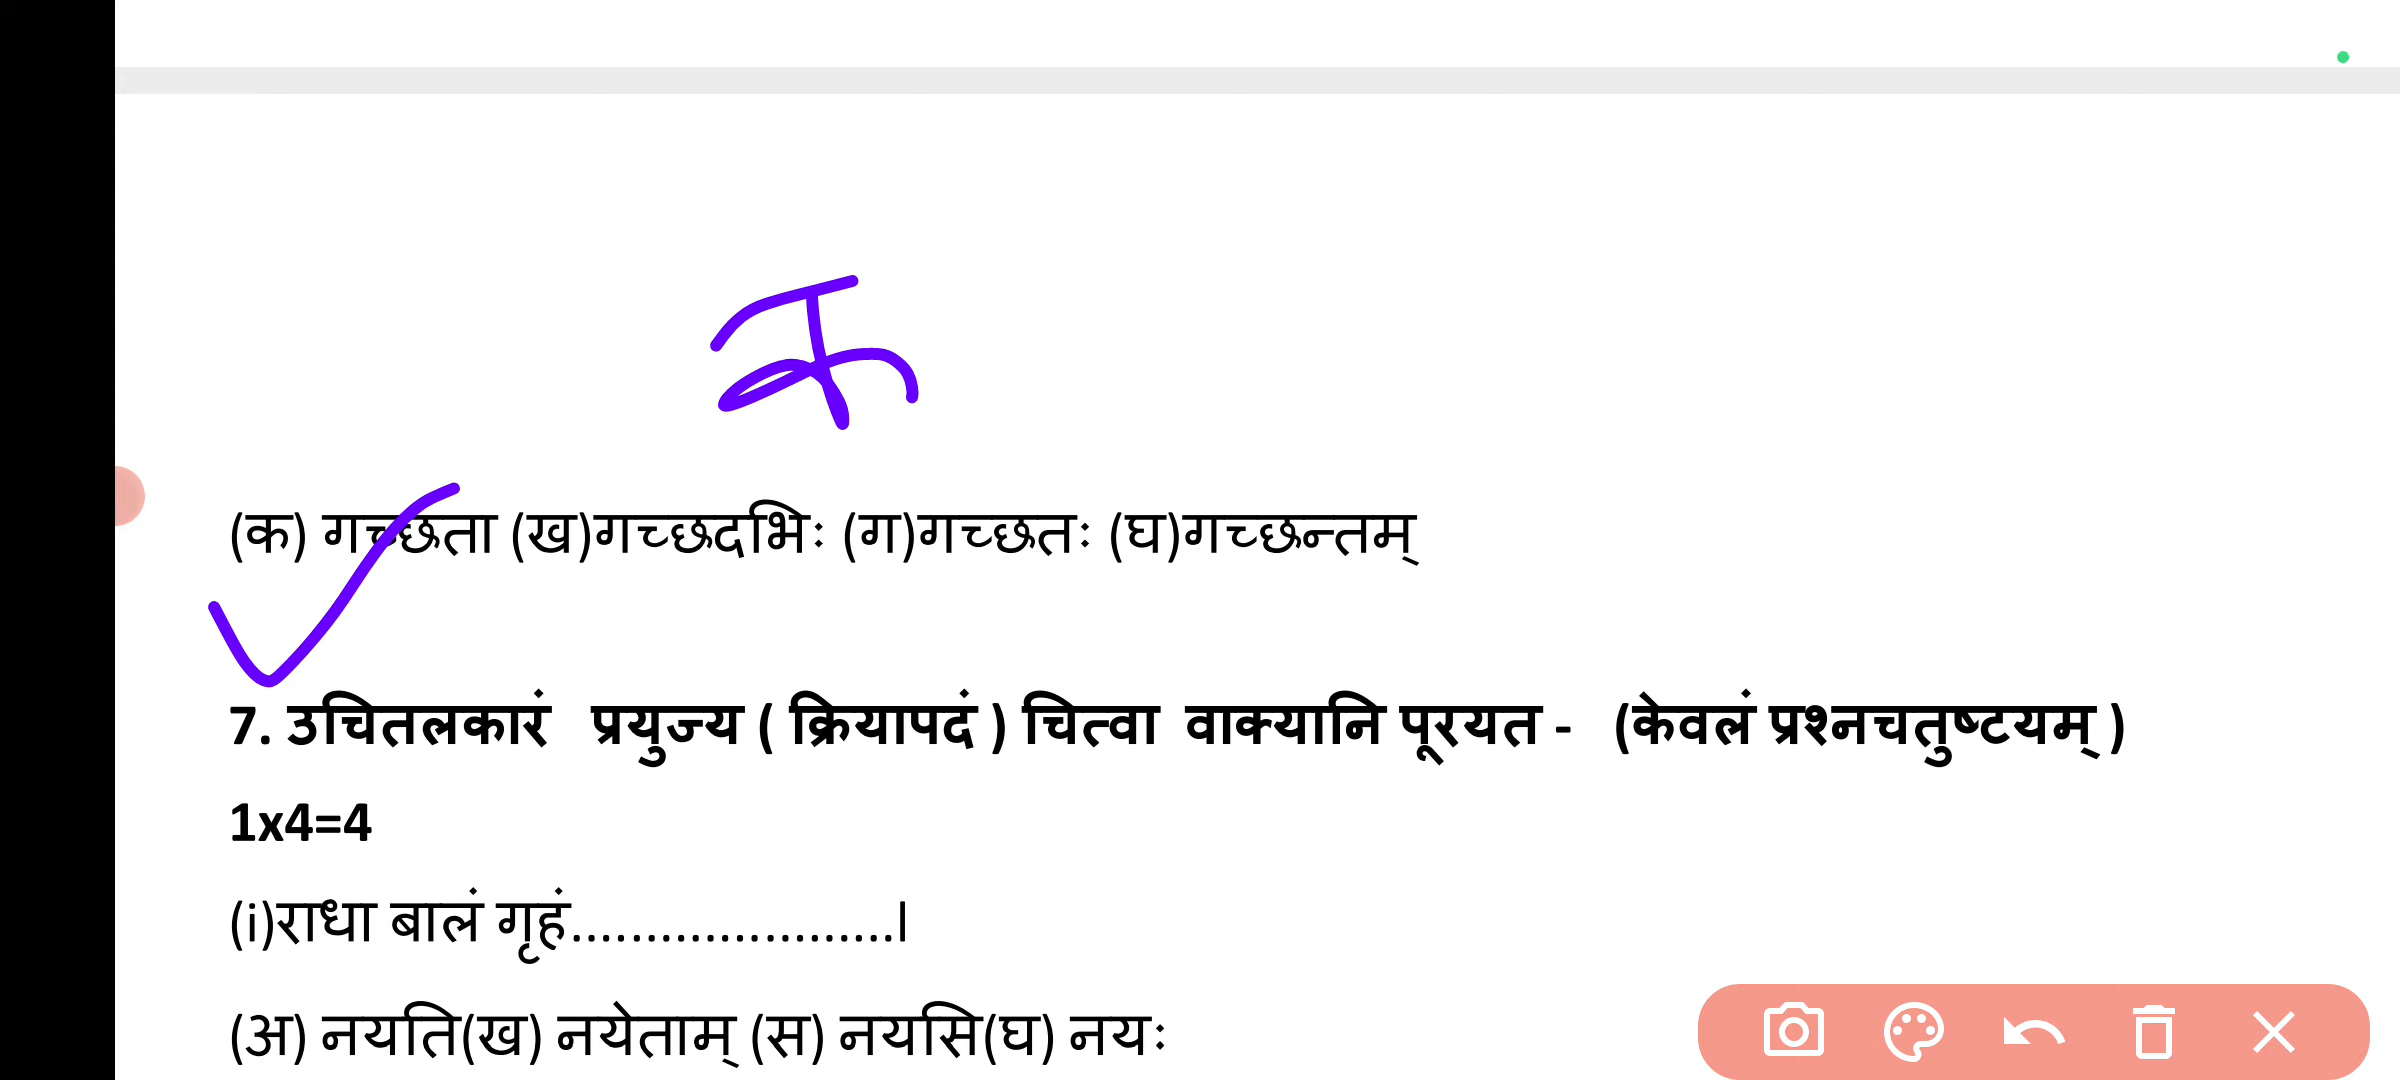 क
(क) गच्छता (ख)गच्छदभिः (ग)गच्छतः (घ)गच्छन्तम्
7. उचितलकारं प्रयुज्य ( क्रियापदं ) चित्वा वाक्यानि पूरयत - (केवलं प्रश्नचतुष्टयम् )
1x4=4
(i)राधा बालं गृहं......................।
(अ) नयति(ख) नयेताम् (स) नयसि(घ) नयः